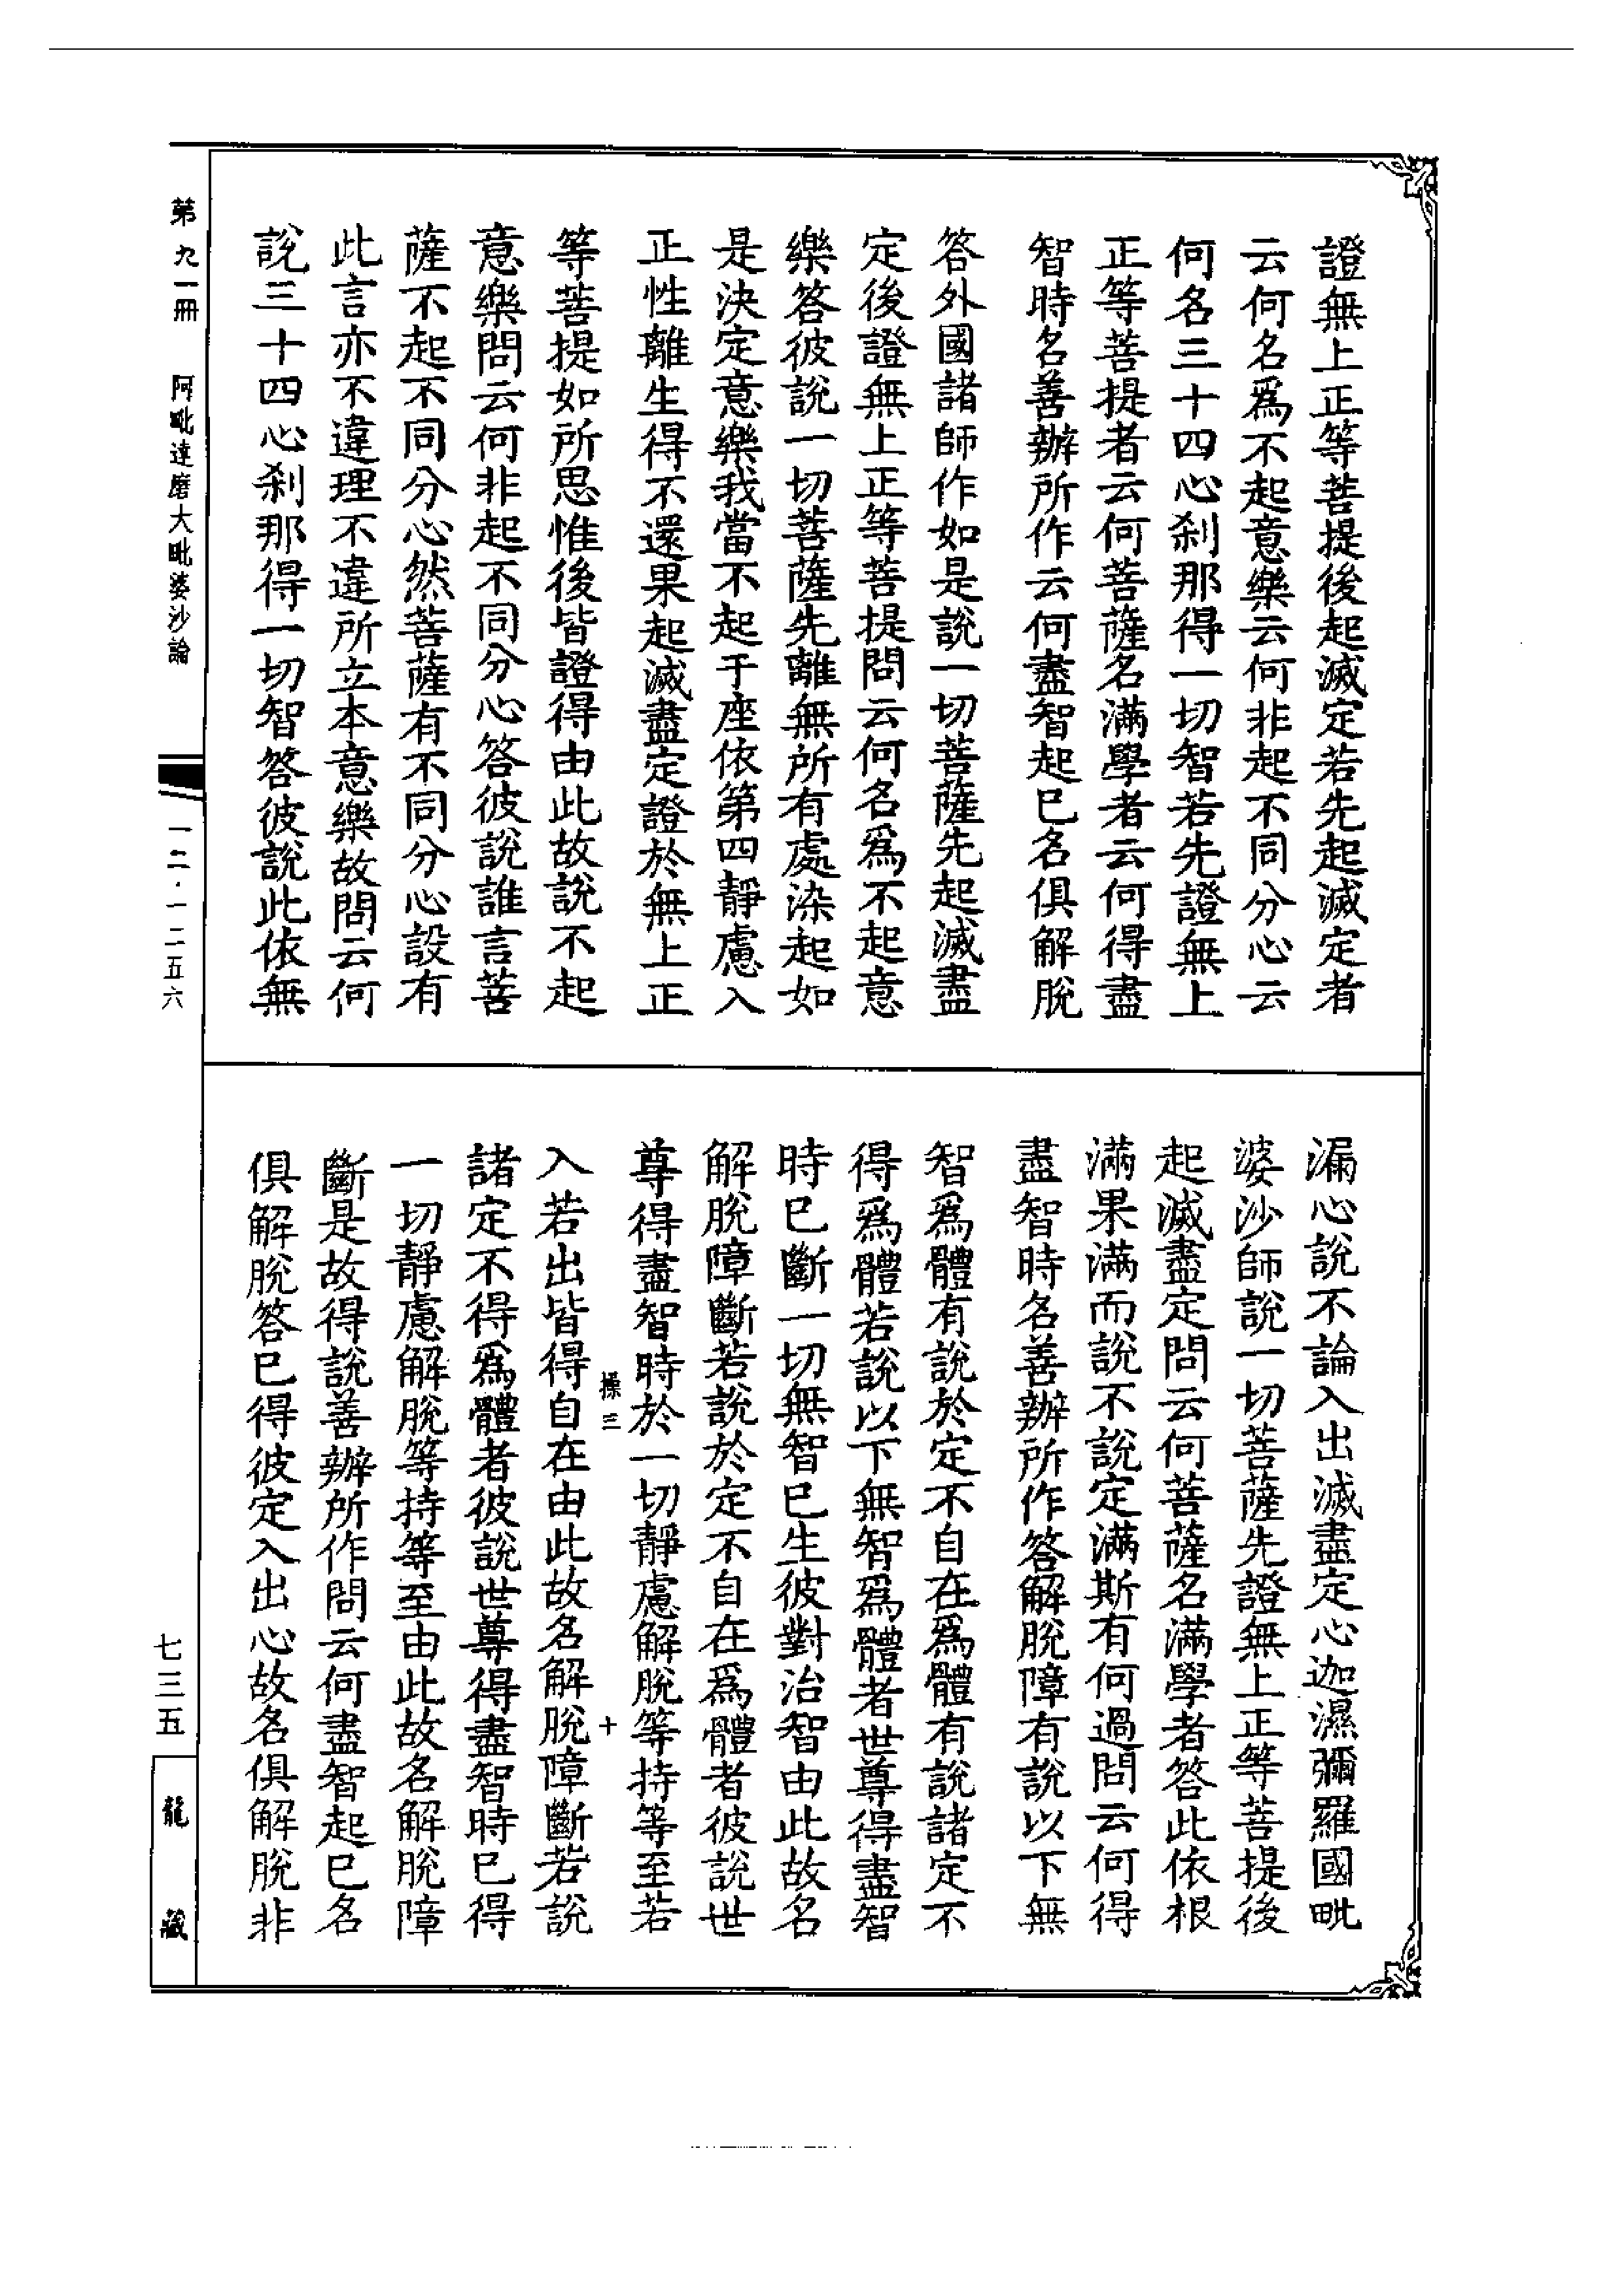 證無上正等菩提後起滅定若先起滅定者
云何名爲不起意樂云何非起不同分心云
何名三十四心刹那得一切智若先證無上
正等菩提者云何菩薩名滿學者云何得盡
智時名善辦所作云何盡智起已名俱解脫
答外國諸師作如是說一切菩薩先起滅盡
定後證無上正等菩提問云何名爲不起意
樂答彼說一切菩薩先離無所有處染起如
是決定意樂我當不起于座依第四靜慮入
正性離生得不還果起滅盡定證於無上正
等菩提如所思惟後皆證得由此故說不起
意樂問云何非起不同分心答彼說誰言菩
薩不起不同分心然菩薩有不同分心設有
此言亦不違理不違所立本意樂故問云何
說三十四心刹那得一切智答彼說此依無
漏心說不論入出滅盡定心迦濕彌羅國毗
婆沙師說一切菩薩先證無上正等菩提後
起滅盡定問云何菩薩名滿學者答此依根
滿果滿而說不說定滿斯有何過問云何得
盡智時名善辦所作答解脫障有說以下無
智爲體有說於定不自在爲體有說諸定不
得爲體若說以下無智爲體者世尊得盡智
時已斷一切無智已生彼對治智由此故名
解脫障斷若說於定不自在爲體者彼說世
尊得盡智時於一切靜慮解脫等持等至若
操三 十
入若出皆得自在由此故名解脫障斷若說
諸定不得爲體者彼說世尊得盡智時已得
一切靜慮解脫等持等至由此故名解脫障
斷是故得說善辦所作問云何盡智起已名
俱解脫答已得彼定入出心故名俱解脫非
第九一冊 阿毗達磨大毗婆沙論
一二·一二五六
七三五
龍藏